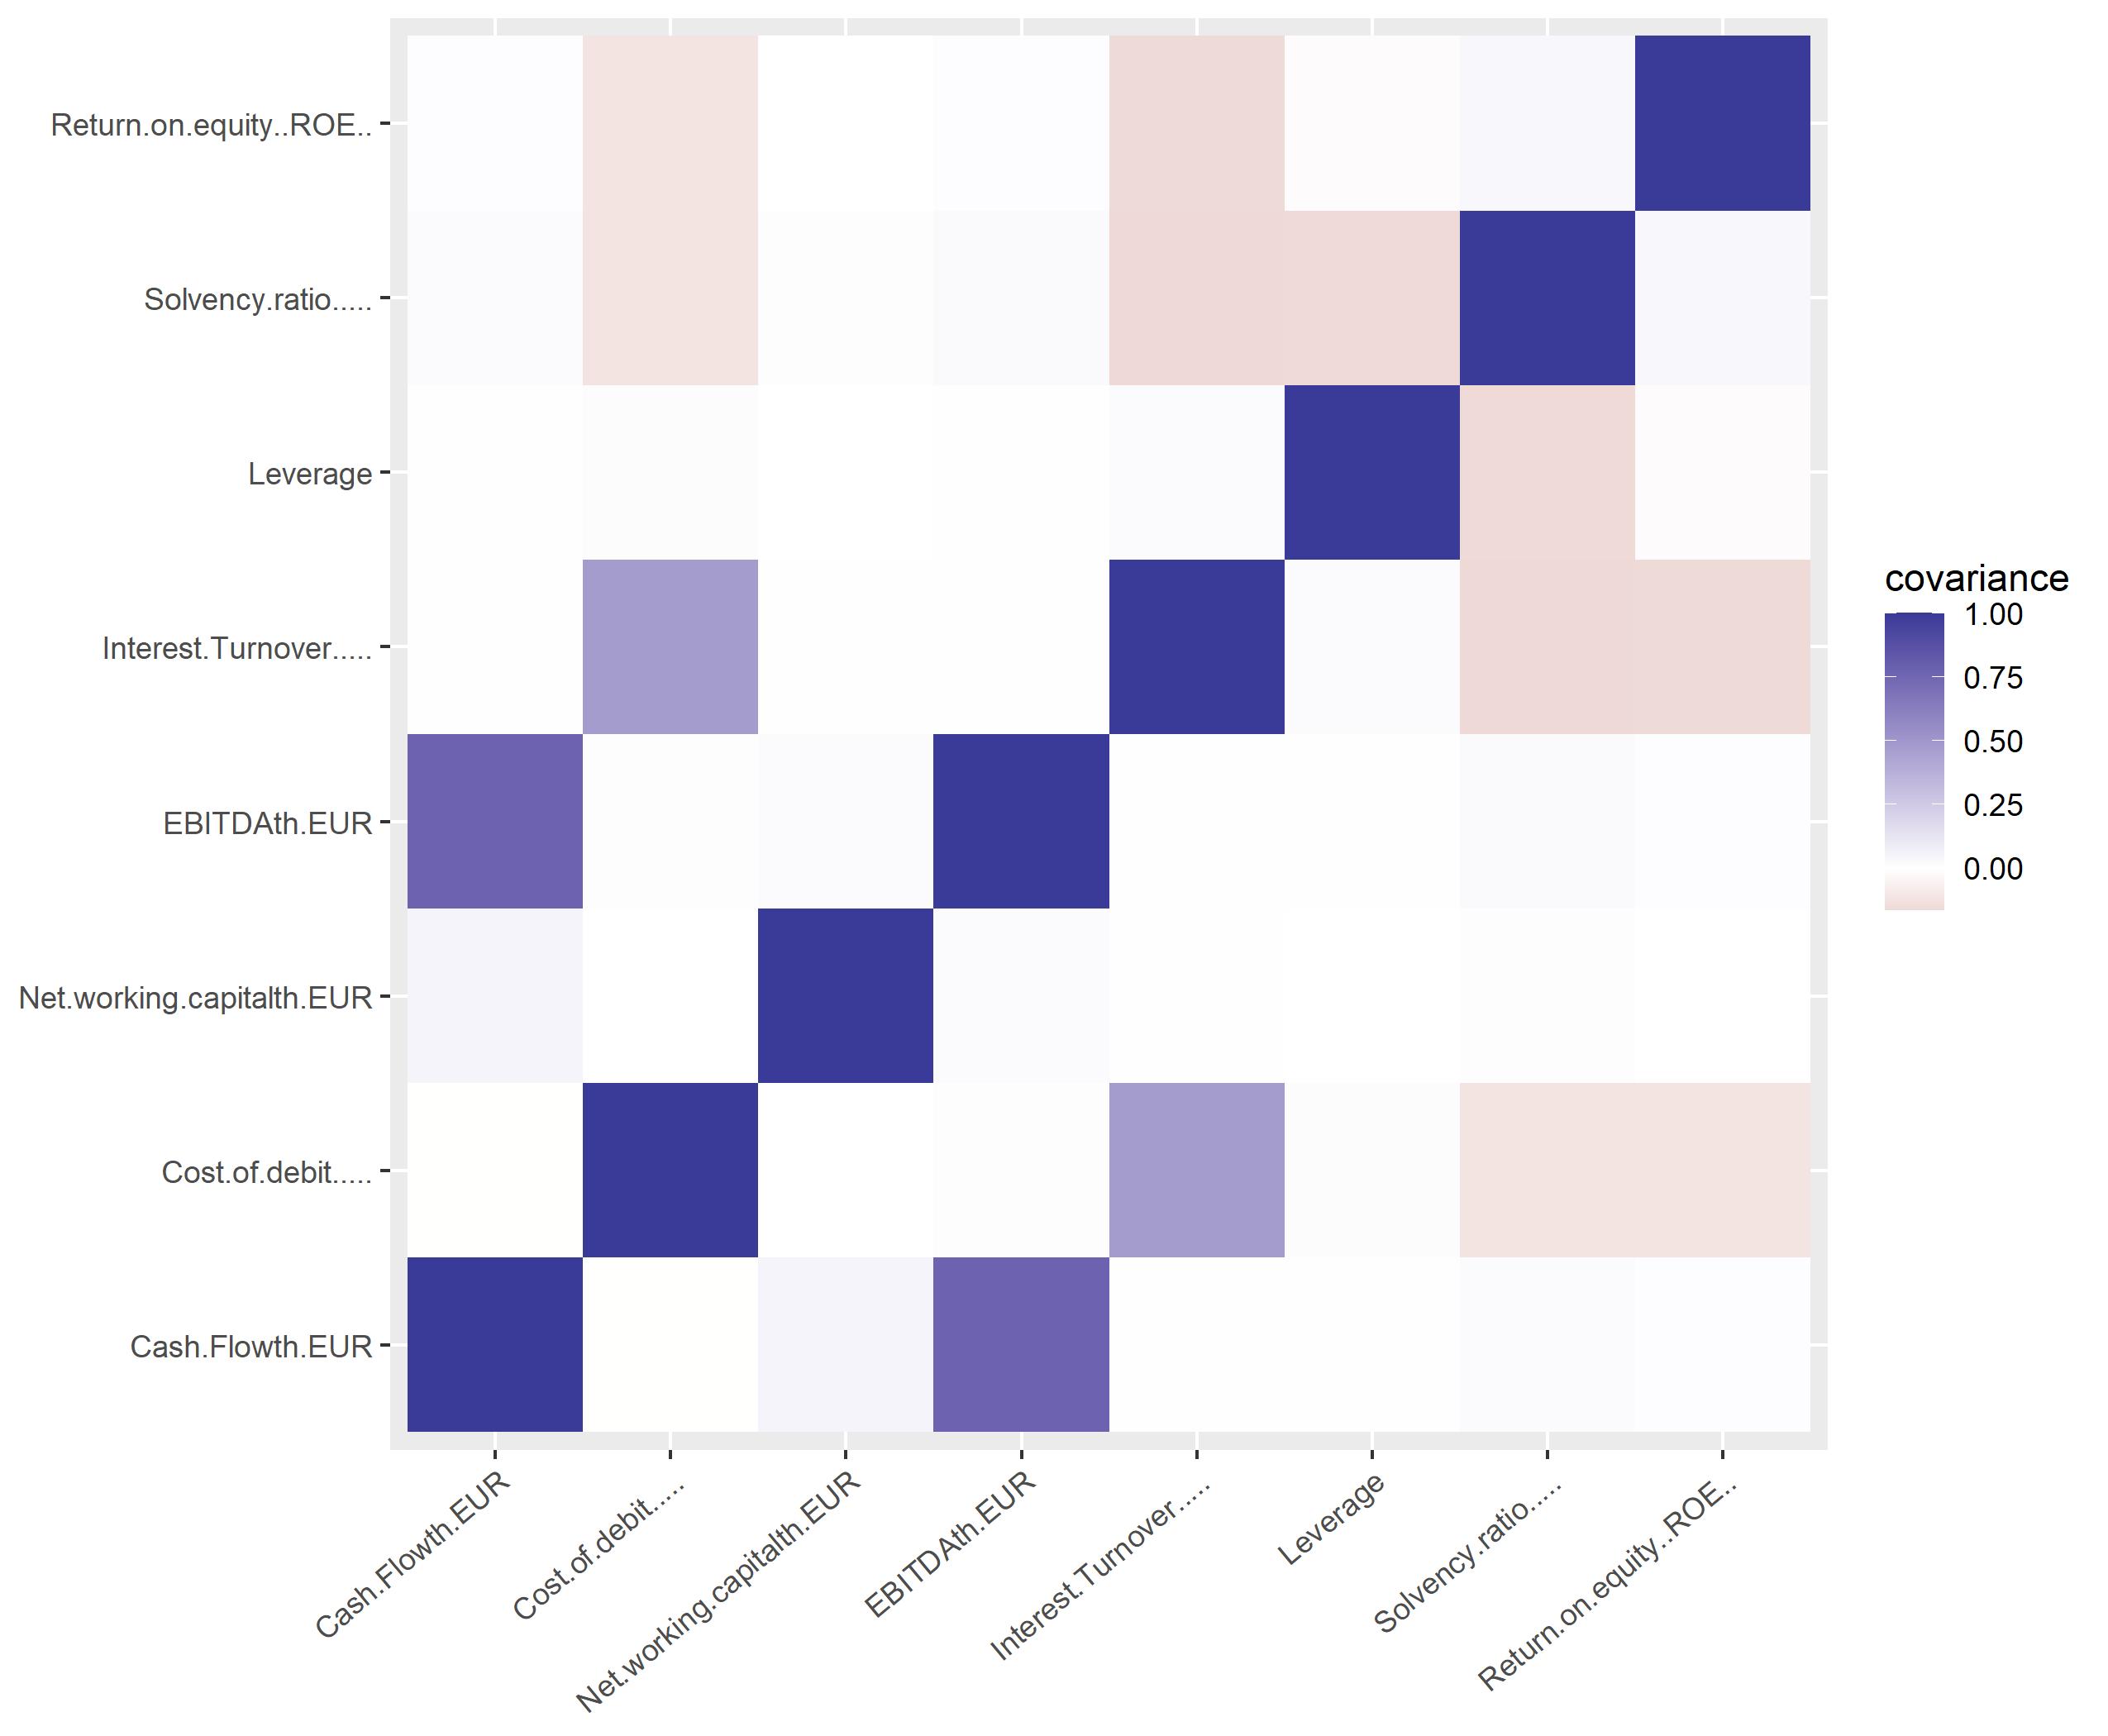 Return.on.equity..ROE..
Solvency.ratio.....
Leverage
Interest.Turnover.....
EBITDAth.EUR
Net.working.capitalth.EUR
Cost.of.debit.....
Cash.Flowth.EUR
Cash.Flowth.EUR
Cost.of.debit.....
Net.working.capitalth.EUR
EBITDAth.EUR
Interest.Turnover.....
Leverage
Solvency.ratio.....
Return.on.equity..ROE..
covariance
1.00
0.75
0.50
0.25
0.00